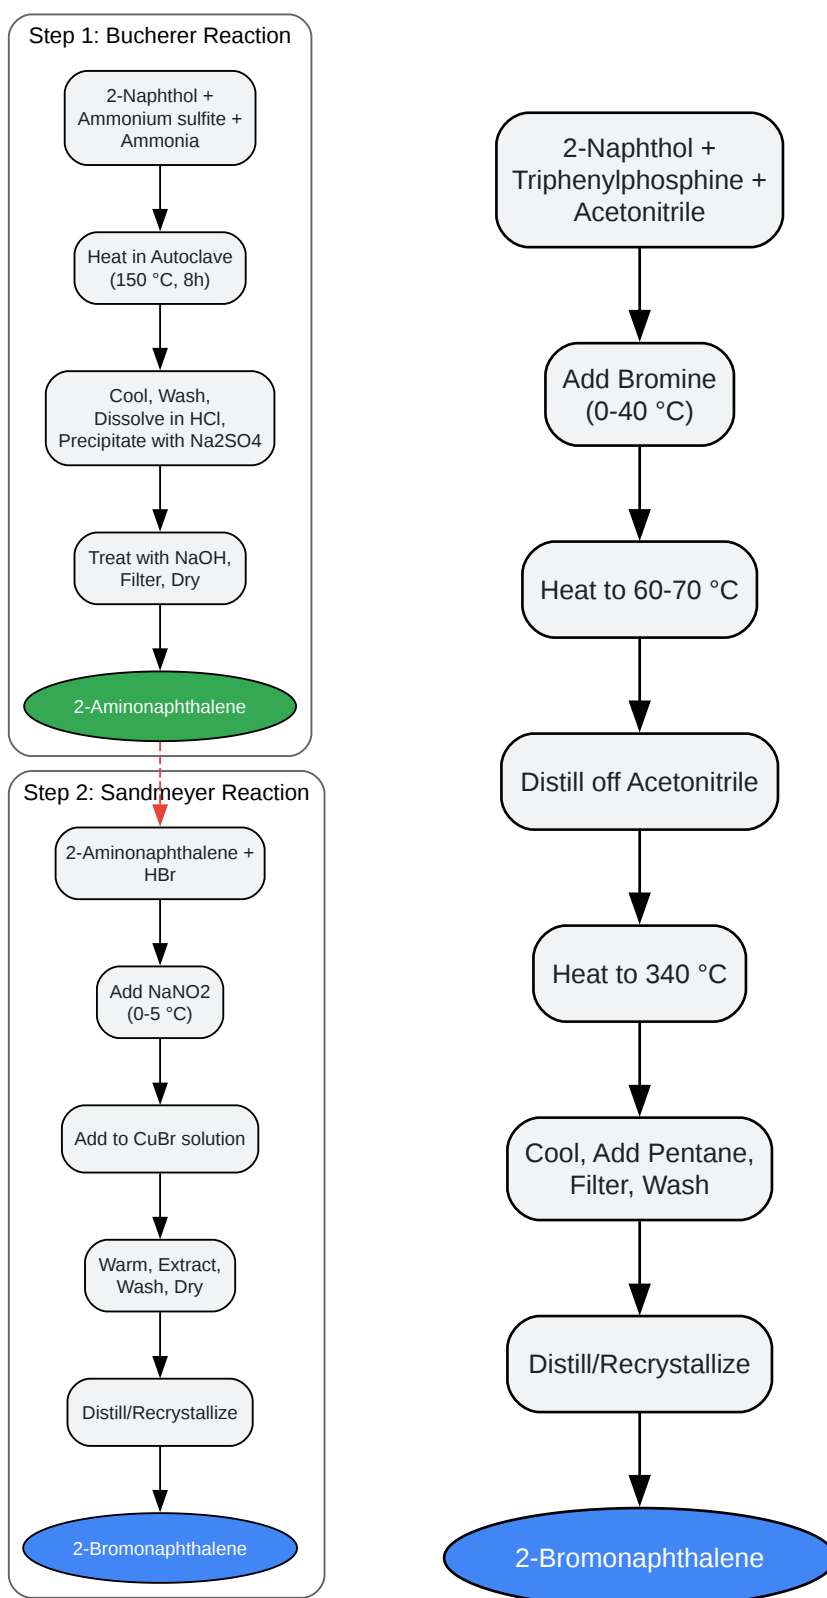 Step 1: Bucherer Reaction
2-Naphthol +
Ammonium sulfite +
Ammonia
Heat in Autoclave
(150 °C, 8h)
Cool, Wash,
Dissolve in HCl,
Precipitate with Na2SO4
Treat with NaOH,
Filter, Dry
2-Aminonaphthalene
Step 2: Sandmeyer Reaction
2-Aminonaphthalene +
HBr
Add NaNO2
(0-5 °C)
Add to CuBr solution
Warm, Extract,
Wash, Dry
Distill/Recrystallize
2-Bromonaphthalene
2-Naphthol +
Triphenylphosphine +
Acetonitrile
Add Bromine
(0-40 °C)
Heat to 60-70 °C
Distill off Acetonitrile
Heat to 340 °C
Cool, Add Pentane,
Filter, Wash
Distill/Recrystallize
2-Bromonaphthalene